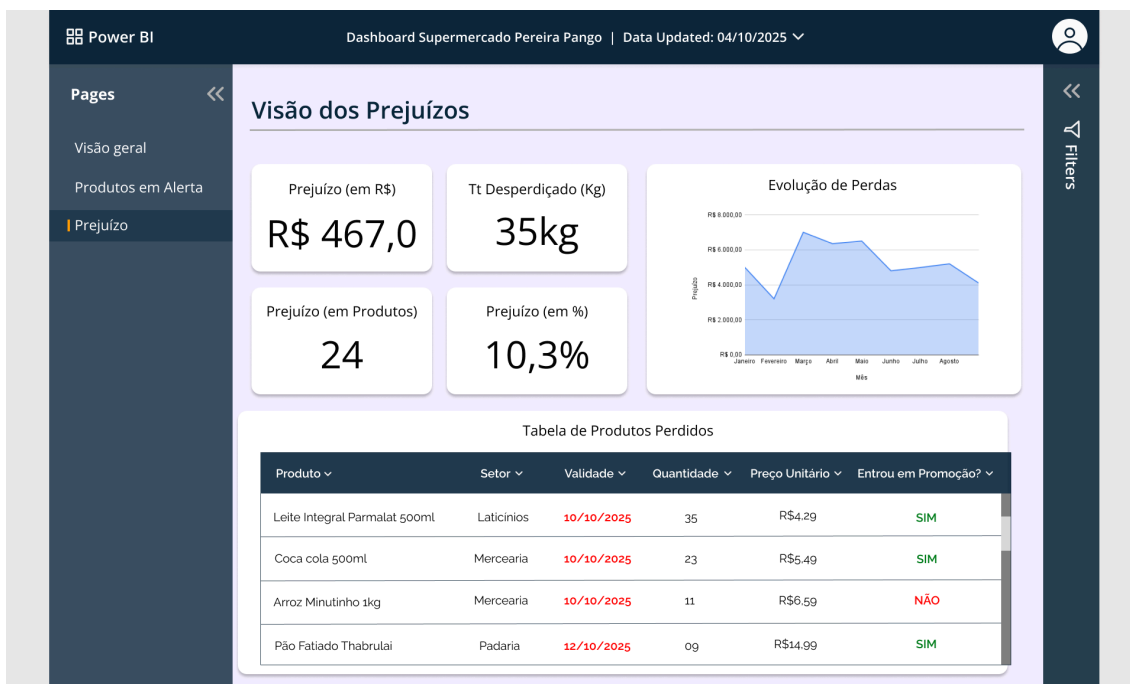 Power BI
Dashboard Supermercado Pereira Pango | Data Updated: 04/10/2025
Pages
Visão geral
Produtos em Alerta
Prejuízo
Visão dos Prejuízos
Prejuízo (em R$)
R$ 467,0
Tt Desperdiçado (Kg)
35kg
Prejuízo (em Produtos)
24
Prejuízo (em %)
10,3%
Evolução de Perdas
R$ 8.000,00
R$ 6.000,00
R$ 4.000,00
R$ 2.000,00
R$ 0,00
Prejuízo
Janeiro Fevereiro Março Abril Maio Junho Julho Agosto
Mês
Filters
Tabela de Produtos Perdidos
Produto Setor Validade Quantidade Preço Unitário Entrou em Promoção?
Leite Integral Parmalat 500ml Laticínios 10/10/2025 35 R$4.29 SIM
Coca cola 500ml Mercearia 10/10/2025 23 R$5.49 SIM
Arroz Minutinho 1kg Mercearia 10/10/2025 11 R$6.59 NÃO
Pão Fatiado Thabrulai Padaria 12/10/2025 09 R$14.99 SIM